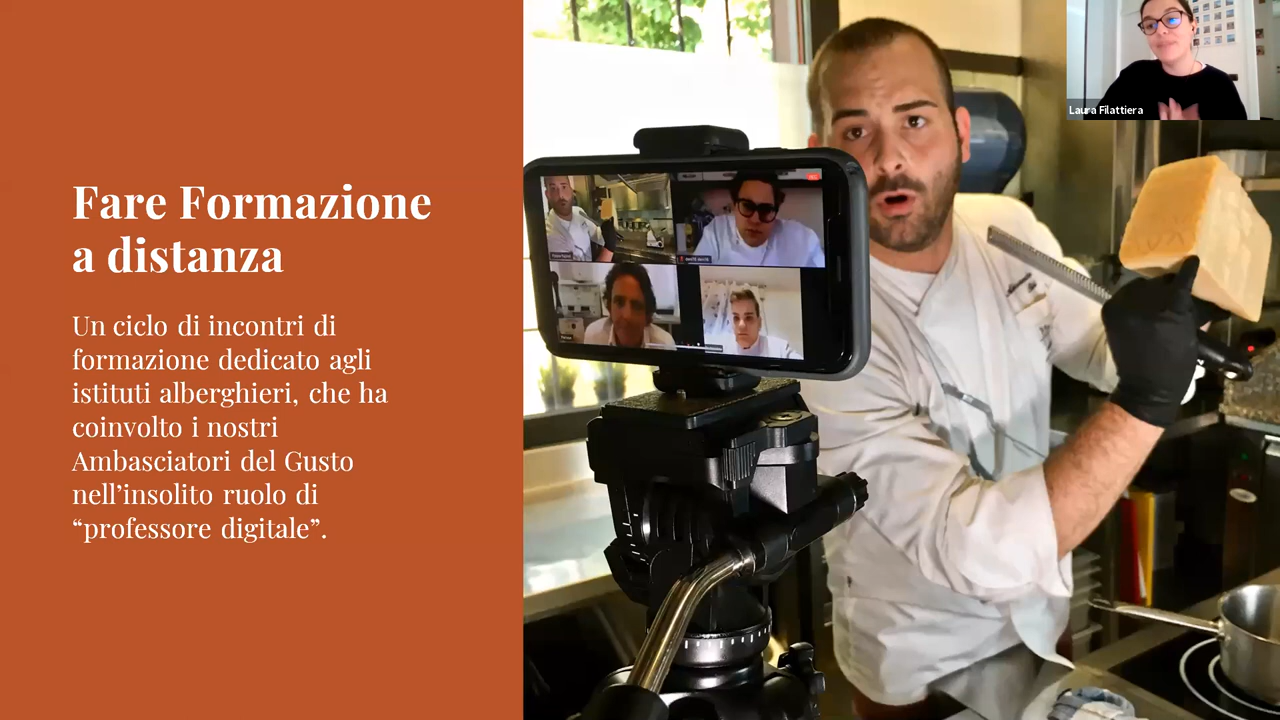 Fare Formazione
a distanza
Un ciclo di incontri di
formazione dedicato agli
istituti alberghieri, che ha
coinvolto i nostri
Ambasciatori del Gusto
nell’insolito ruolo di
“professore digitale”.
Laura Filattiera